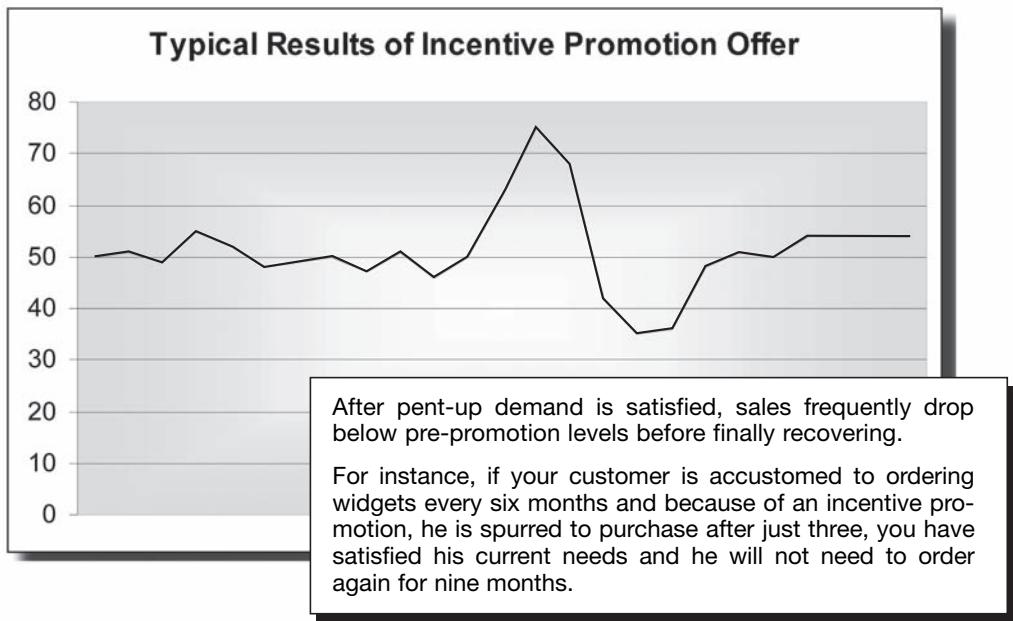 Typical Results of Incentive Promotion Offer
80
70
60
50
40
30
20
10
0
After pent-up demand is satisfied, sales frequently drop
below pre-promotion levels before finally recovering.
For instance, if your customer is accustomed to ordering
widgets every six months and because of an incentive pro-
motion, he is spurred to purchase after just three, you have
satisfied his current needs and he will not need to order
again for nine months.